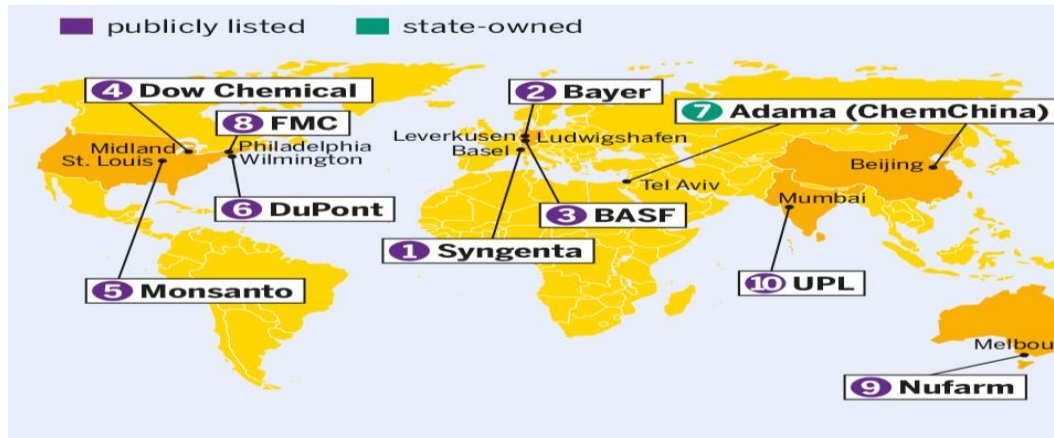 publicly listed
state-owned
4 Dow Chemical
2 Bayer
7 Adama (ChemChina)
8 FMC
Midland
Philadelphia
St. Louis
Wilmington
Leverkusen
Ludwigshafen
Basel
Beijing
Tel Aviv
Mumbai
6 DuPont
3 BASF
1 Syngenta
5 Monsanto
10 UPL
Melbou
9 Nufarm